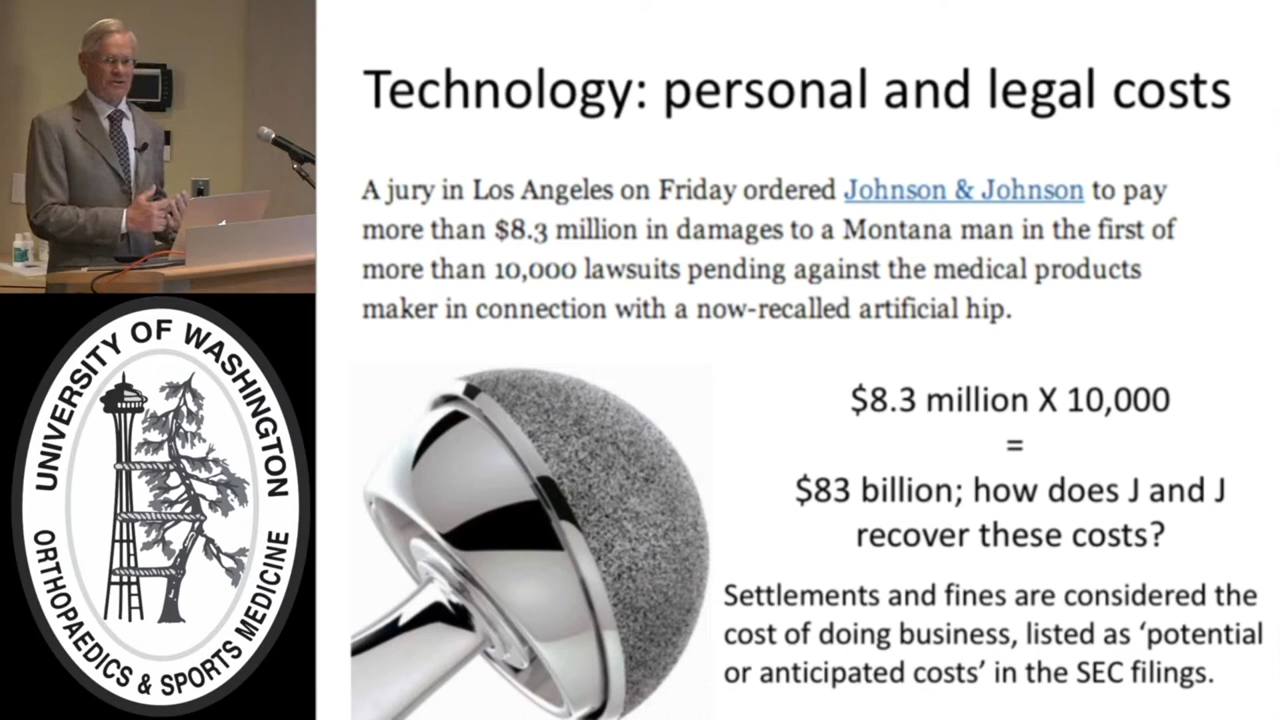 Technology: personal and legal costs
A jury in Los Angeles on Friday ordered Johnson & Johnson to pay
more than $8.3 million in damages to a Montana man in the first of
more than 10,000 lawsuits pending against the medical products
maker in connection with a now-recalled artificial hip.
$8.3 million X 10,000
=
$83 billion; how does J and J
recover these costs?
Settlements and fines are considered the
cost of doing business, listed as ‘potential
or anticipated costs’ in the SEC filings.
UNIVERSITY OF WASHINGTON
ORTHOPAEDICS & SPORTS MEDICINE